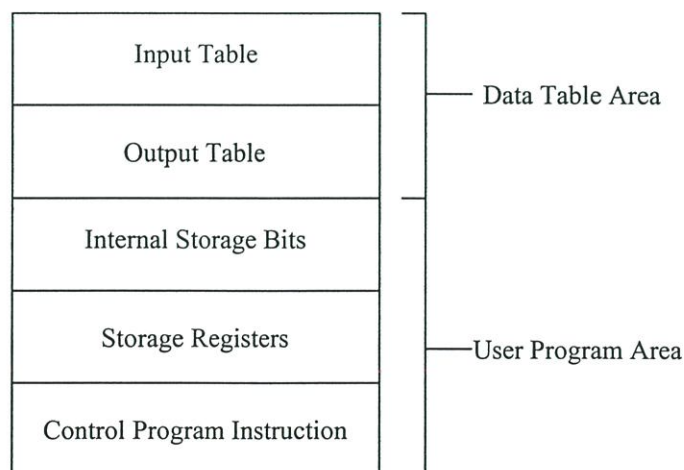 Input Table
Data Table Area
Output Table
Internal Storage Bits
Storage Registers
User Program Area
Control Program Instruction